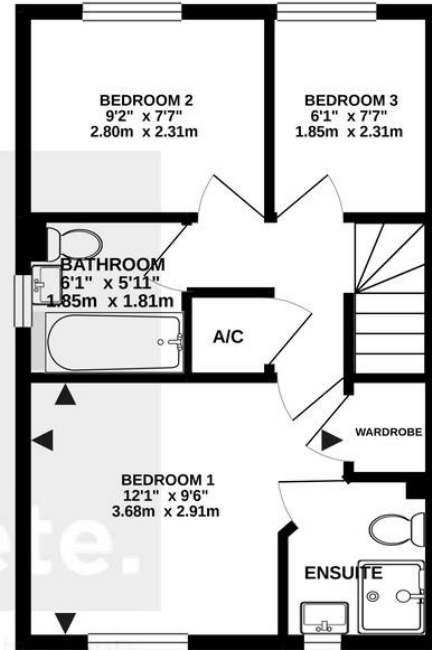 BEDROOM 2
9'2" x 7'7"
2.80m x 2.31m
BEDROOM 3
6'1" x 7'7"
1.85m x 2.31m
BATHROOM
6'1" x 5'11"
1.85m x 1.81m
A/C
WARDROBE
BEDROOM 1
12'1" x 9'6"
3.68m x 2.91m
ete.
ENSUITE